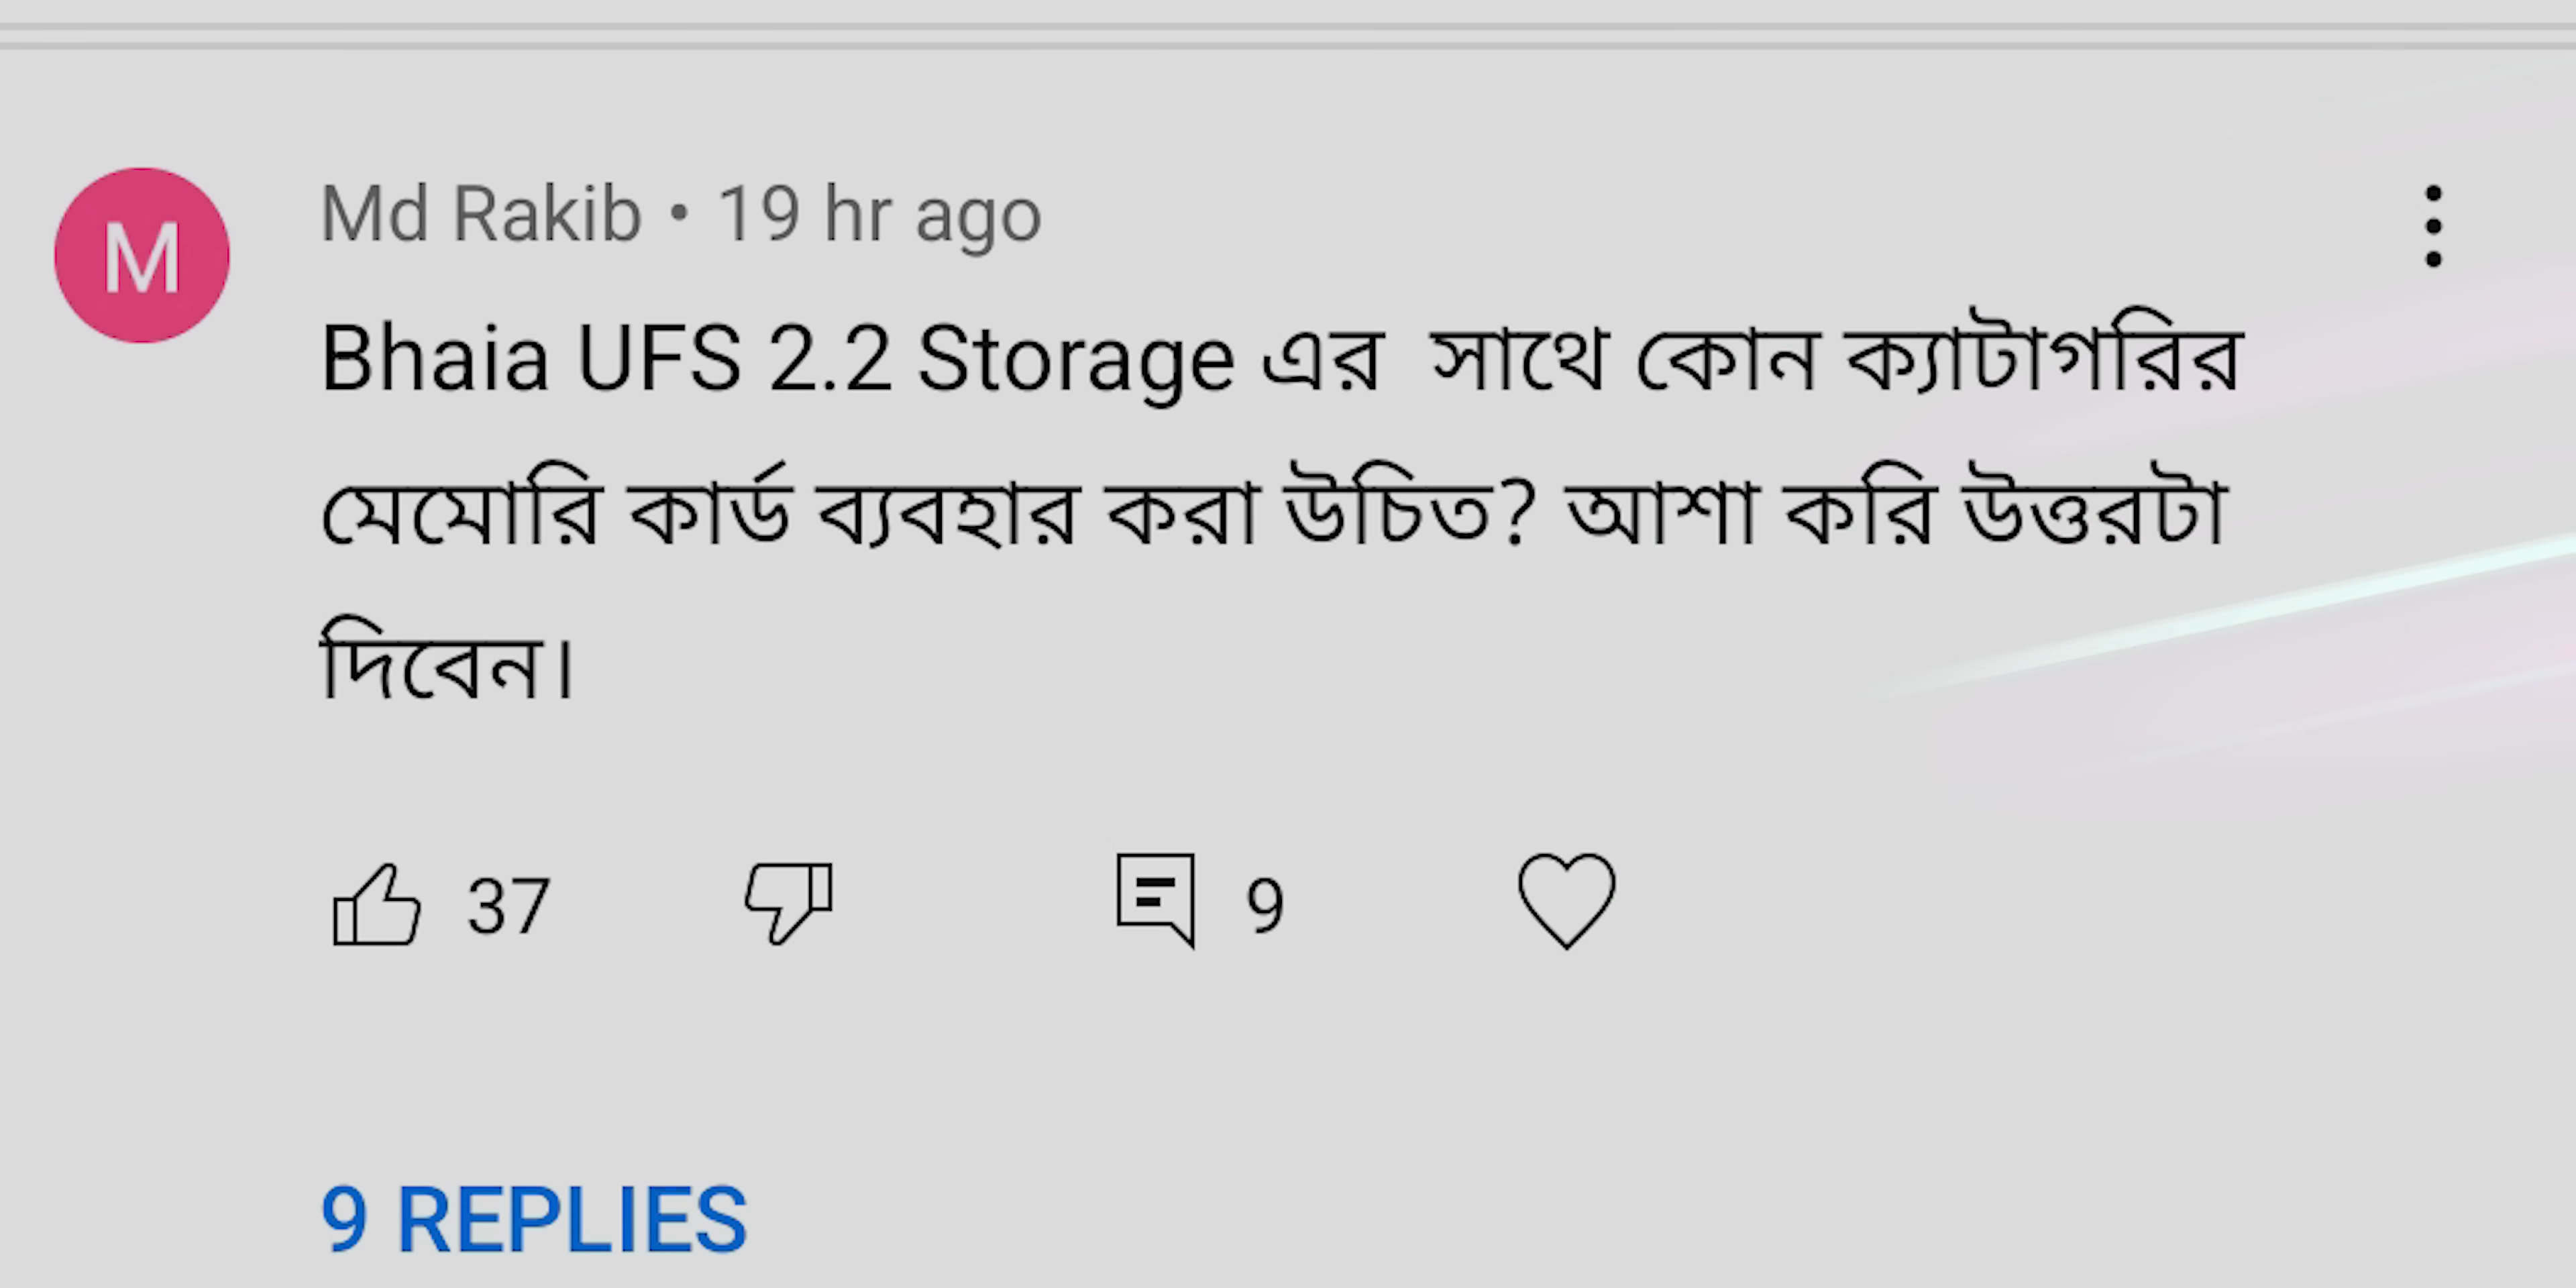 M
Md Rakib • 19 hr ago
Bhaia UFS 2.2 Storage এর  সাথে কোন ক্যাটাগরির
মেমোরি কার্ড ব্যবহার করা উচিত? আশা করি উত্তরটা
দিবেন।
37 9
9 REPLIES